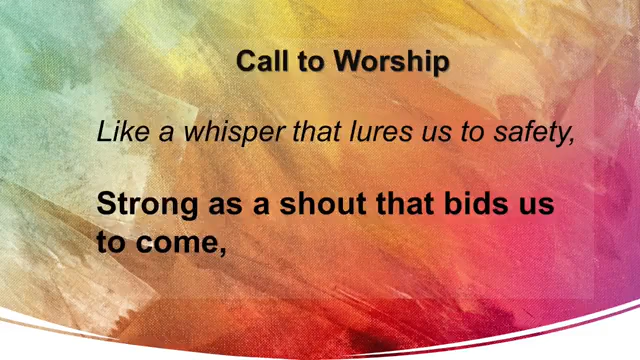 Call to Worship
Like a whisper that lures us to safety,
Strong as a shout that bids us
to come,